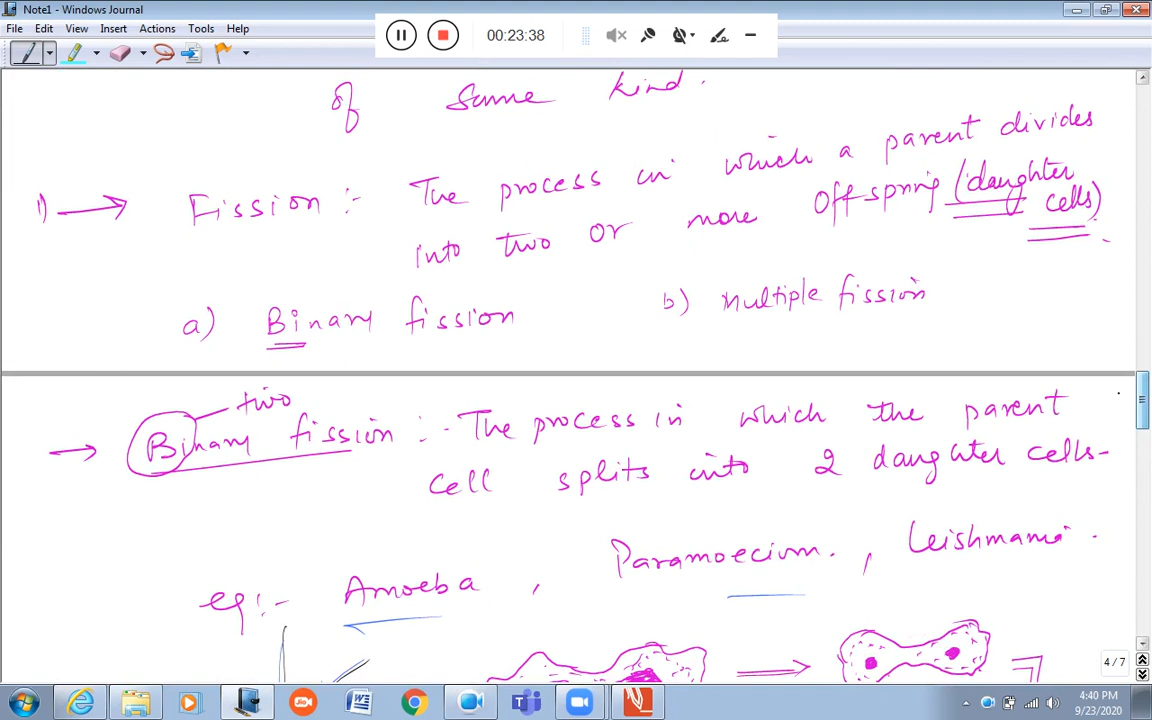 Note1 - Windows Journal
File Edit View Insert Actions Tools Help
00:23:38
of same kind.
1) → Fission :- The process in which a parent divides
into two or more offspring (daughter cells)
a) Binary fission b) Multiple fission
two
→ Binary fission :- The process in which the parent
cell splits into 2 daughter cells-
eg:- Amoeba , Paramoecium. , Leishmania.
4 / 7
4:40 PM
9/23/2020